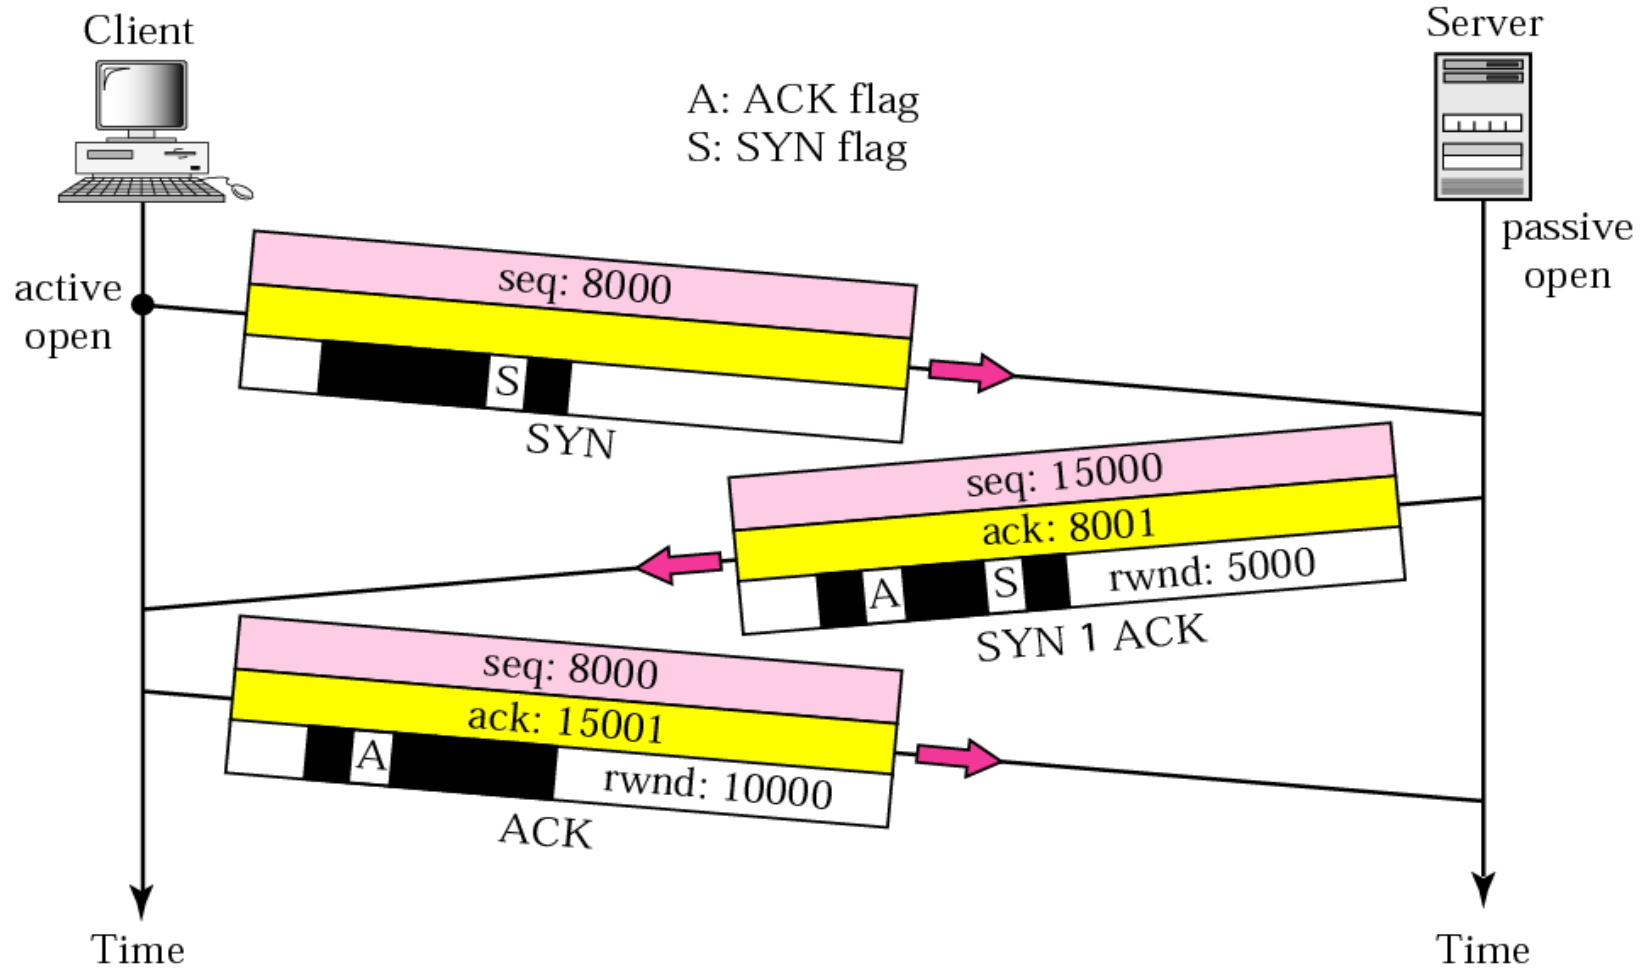 Client
Server
A: ACK flag
S: SYN flag
passive
open
active
open
seq: 8000
S
SYN
seq: 15000
ack: 8001
A
S
rwnd: 5000
SYN 1 ACK
seq: 8000
ack: 15001
A
rwnd: 10000
ACK
Time
Time